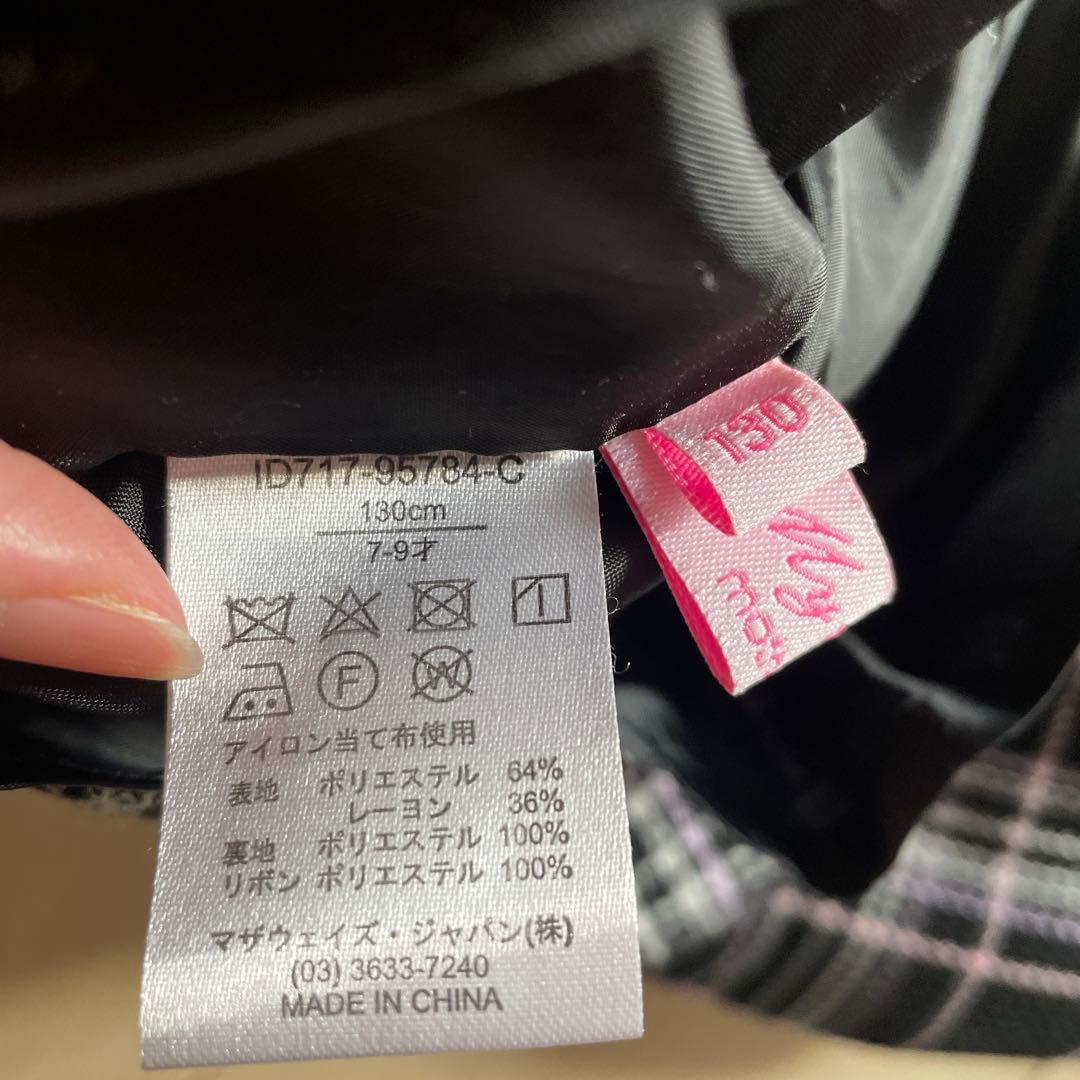 ID717-95784-C
130cm
7-9才
F
W
アイロン当て布使用
表地 ポリエステル 64%
レーヨン 36%
裏地 ポリエステル 100%
リボン ポリエステル 100%
マザウェイズ・ジャパン(株)
(03) 3633-7240
MADE IN CHINA
130